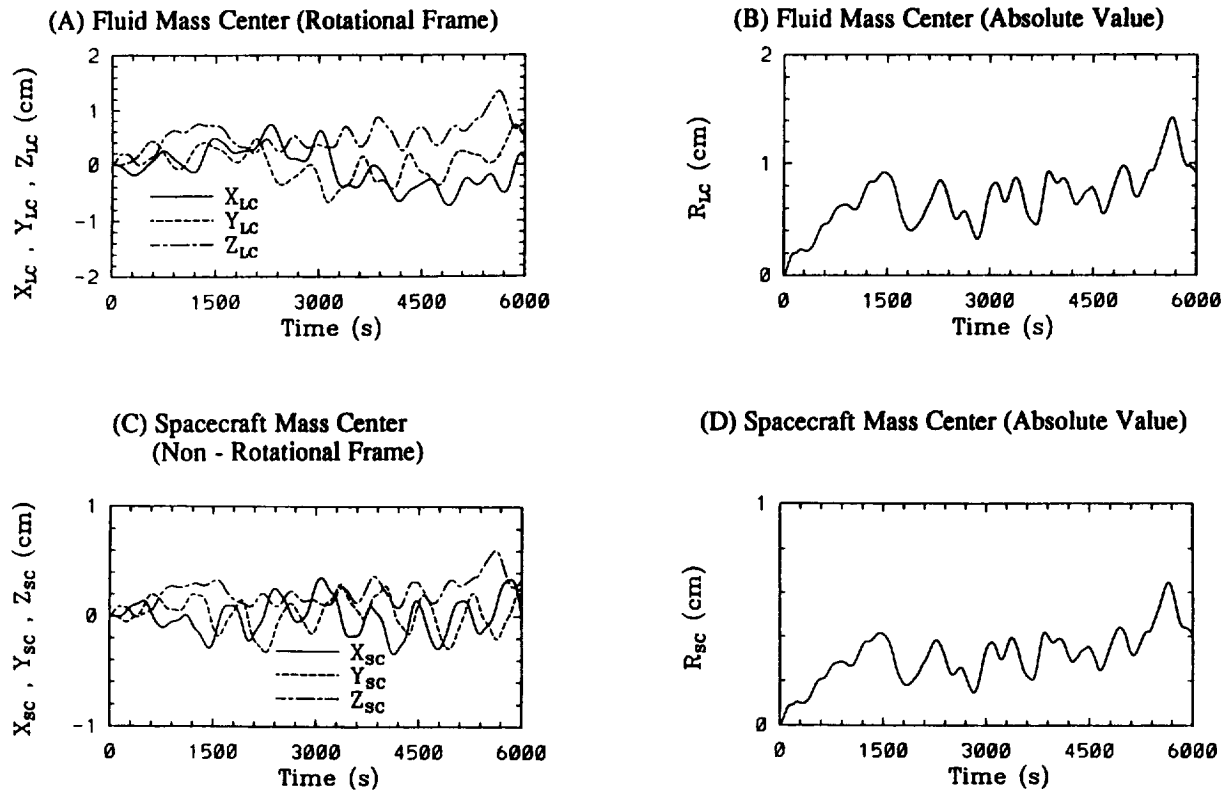 (A) Fluid Mass Center (Rotational Frame)
X_LC , Y_LC , Z_LC (cm)
2
1
0
-1
-2
X_LC
Y_LC
Z_LC
0 1500 3000 4500 6000
Time (s)
(B) Fluid Mass Center (Absolute Value)
R_LC (cm)
2
1
0
0 1500 3000 4500 6000
Time (s)
(C) Spacecraft Mass Center
(Non - Rotational Frame)
X_SC , Y_SC , Z_SC (cm)
1
0
-1
X_SC
Y_SC
Z_SC
0 1500 3000 4500 6000
Time (s)
(D) Spacecraft Mass Center (Absolute Value)
R_SC (cm)
1
0
0 1500 3000 4500 6000
Time (s)